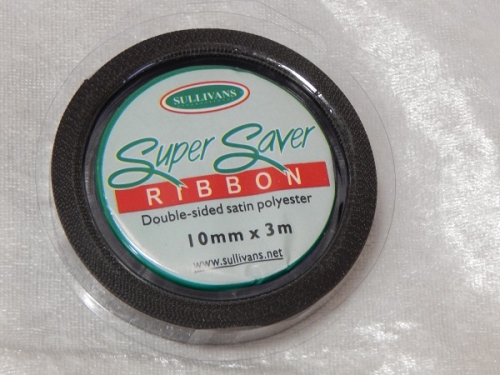 SULLIVANS
Super Saver
RIBBON
Double-sided satin polyester
10mm x 3m
www.sullivans.net